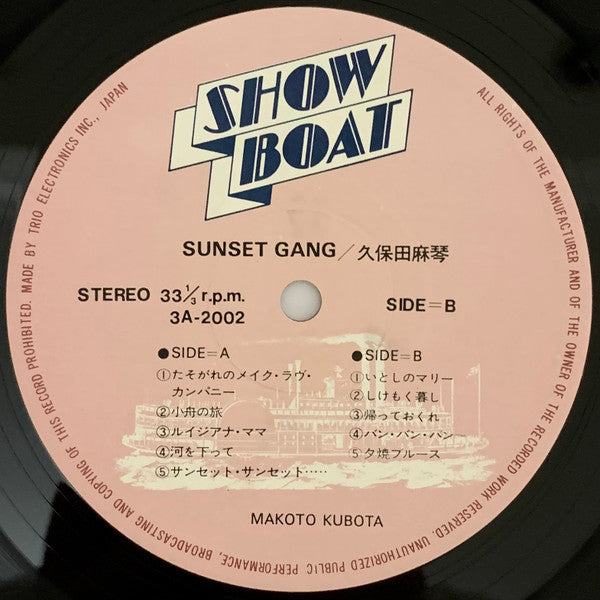 SHOW
BOAT
SUNSET GANG／久保田麻琴
STEREO 33⅓ r.p.m.
3A-2002
SIDE=B
●SIDE=A
①たそがれのメイク・ラヴ・
カンパニー
②小舟の旅
③ルイジアナ・ママ
④河を下って
⑤サンセット・サンセット‥‥‥
●SIDE=B
①いとしのマリー
②しけもく暮し
③帰っておくれ
④バン・バン・バン
⑤夕焼ブルース
MAKOTO KUBOTA
ALL RIGHTS OF THE MANUFACTURER AND OF THE OWNER OF THE RECORDED WORK RESERVED. UNAUTHORIZED PUBLIC PERFORMANCE, BROADCASTING AND COPYING OF THIS RECORD PROHIBITED. MADE BY TRIO ELECTRONICS INC., JAPAN